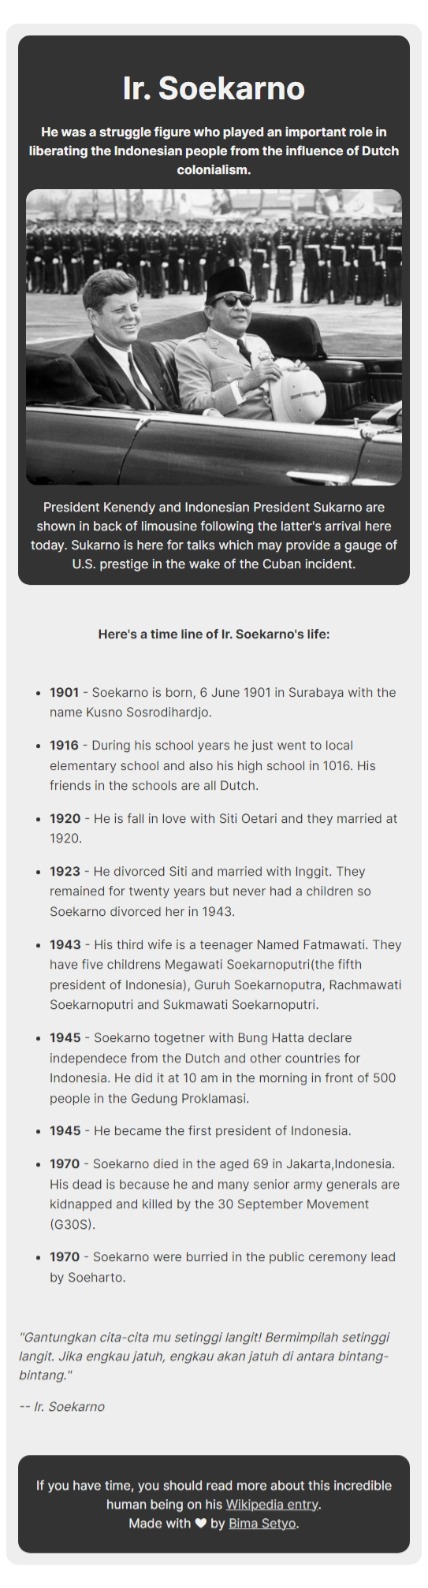 Ir. Soekarno
He was a struggle figure who played an important role in
liberating the Indonesian people from the influence of Dutch
colonialism.
President Kenendy and Indonesian President Sukarno are
shown in back of limousine following the latter's arrival here
today. Sukarno is here for talks which may provide a gauge of
U.S. prestige in the wake of the Cuban incident.
Here's a time line of Ir. Soekarno's life:
• 1901 - Soekarno is born, 6 June 1901 in Surabaya with the
name Kusno Sosrodihardjo.
• 1916 - During his school years he just went to local
elementary school and also his high school in 1016. His
friends in the schools are all Dutch.
• 1920 - He is fall in love with Siti Oetari and they married at
1920.
• 1923 - He divorced Siti and married with Inggit. They
remained for twenty years but never had a children so
Soekarno divorced her in 1943.
• 1943 - His third wife is a teenager Named Fatmawati. They
have five childrens Megawati Soekarnoputri(the fifth
president of Indonesia), Guruh Soekarnoputra, Rachmawati
Soekarnoputri and Sukmawati Soekarnoputri.
• 1945 - Soekarno togetner with Bung Hatta declare
independece from the Dutch and other countries for
Indonesia. He did it at 10 am in the morning in front of 500
people in the Gedung Proklamasi.
• 1945 - He became the first president of Indonesia.
• 1970 - Soekarno died in the aged 69 in Jakarta,Indonesia.
His dead is because he and many senior army generals are
kidnapped and killed by the 30 September Movement
(G30S).
• 1970 - Soekarno were burried in the public ceremony lead
by Soeharto.
"Gantungkan cita-cita mu setinggi langit! Bermimpilah setinggi
langit. Jika engkau jatuh, engkau akan jatuh di antara bintang-
bintang."
-- Ir. Soekarno
If you have time, you should read more about this incredible
human being on his Wikipedia entry.
Made with ♥ by Bima Setyo.